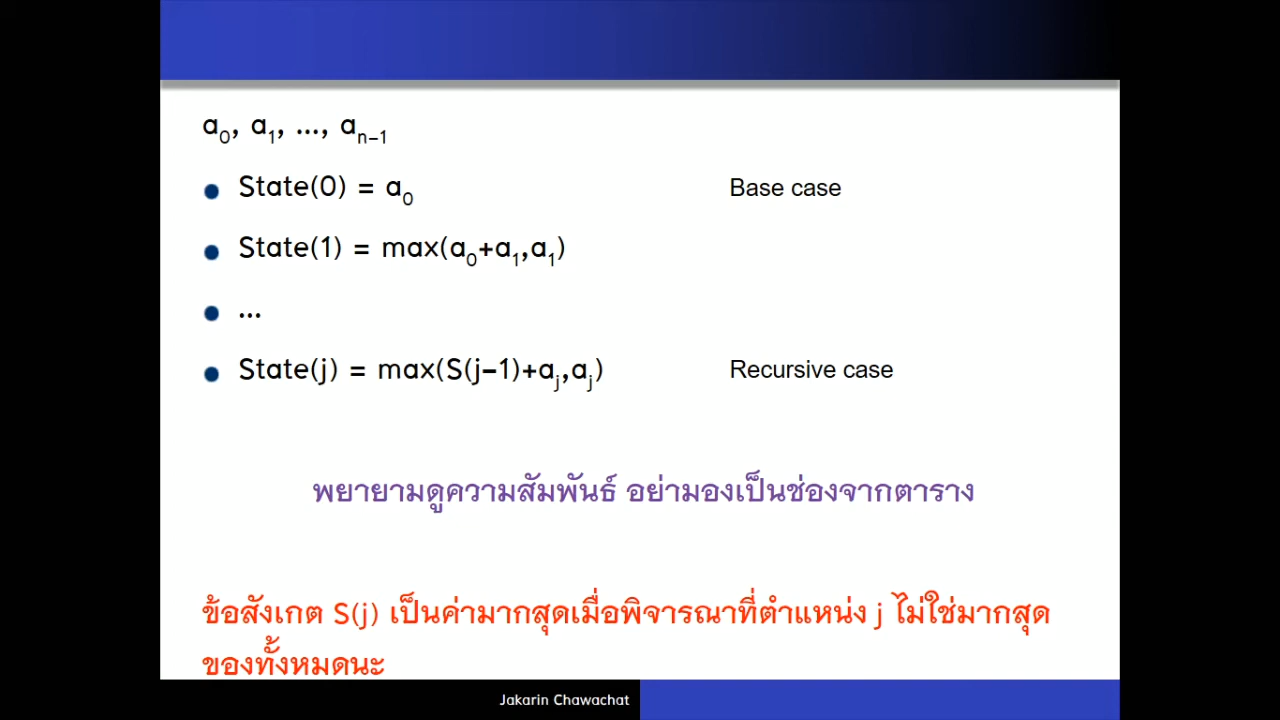 a₀, a₁, ..., aₙ₋₁
State(0) = a₀ Base case
State(1) = max(a₀+a₁,a₁)
...
State(j) = max(S(j-1)+aⱼ,aⱼ) Recursive case
พยายามดูความสัมพันธ์ อย่ามองเป็นช่องจากตาราง
ข้อสังเกต S(j) เป็นค่ามากสุดเมื่อพิจารณาที่ตำแหน่ง j ไม่ใช่มากสุด
ของทั้งหมดนะ
Jakarin Chawachat